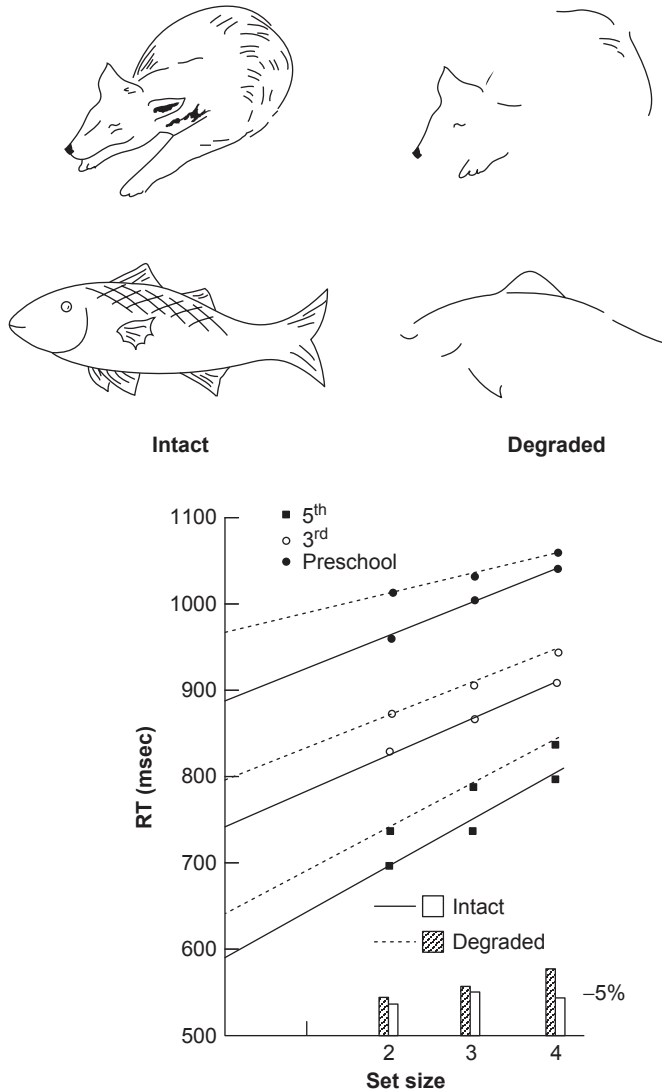 Intact
Degraded
1100
1000
900
800
700
600
500
RT (msec)
5th
3rd
Preschool
Intact
Degraded
–5%
2
3
4
Set size